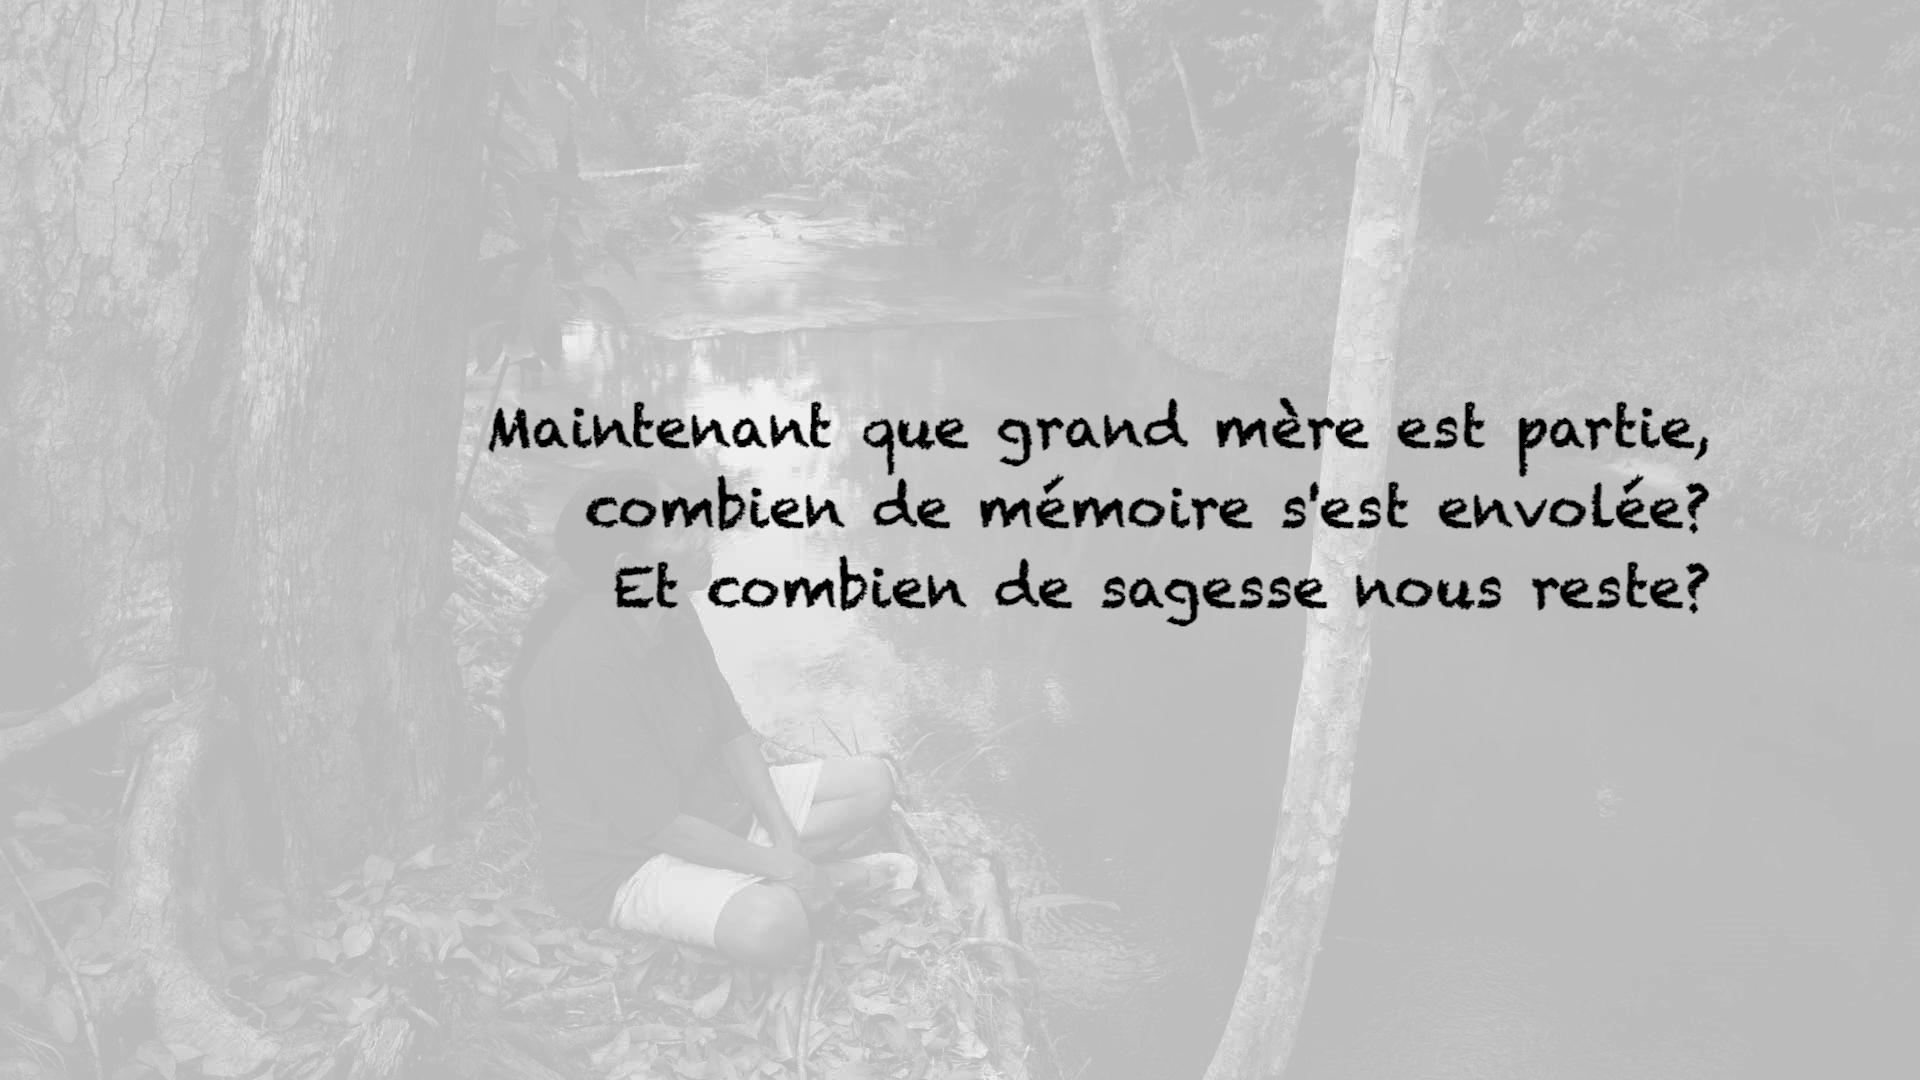 Maintenant que grand mère est partie,
combien de mémoire s'est envolée?
Et combien de sagesse nous reste?